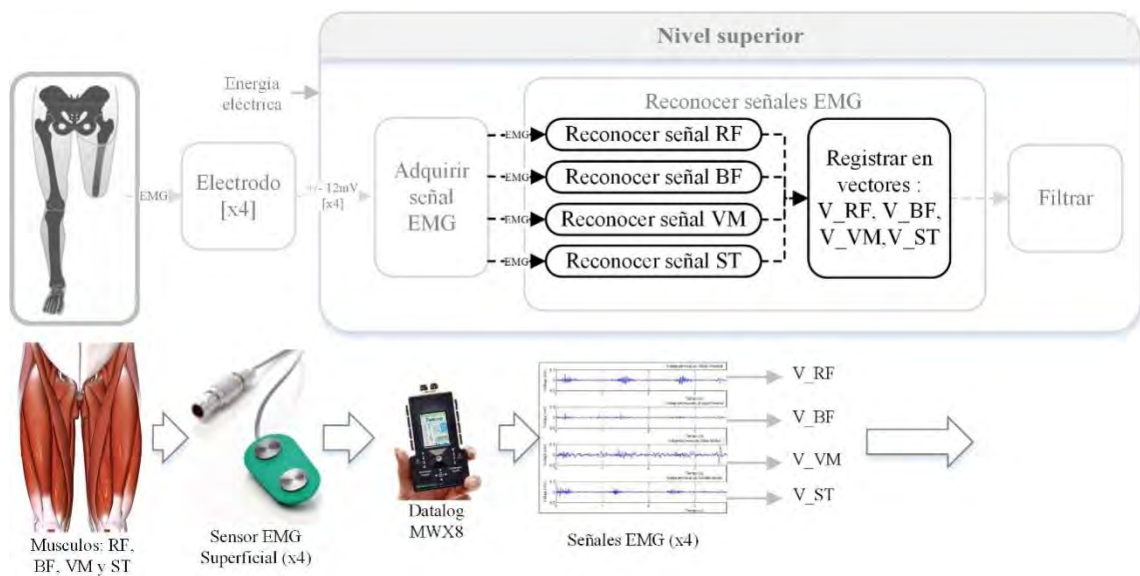 Nivel superior
Energía
eléctrica
Reconocer señales EMG
EMG
Electrodo
[x4]
+/- 12mV
[x4]
Adquirir
señal
EMG
EMG
Reconocer señal RF
EMG
Reconocer señal BF
EMG
Reconocer señal VM
EMG
Reconocer señal ST
Registrar en
vectores :
V_RF, V_BF,
V_VM,V_ST
Filtrar
Musculos: RF,
BF, VM y ST
Sensor EMG
Superficial (x4)
Datalog
MWX8
Señales EMG (x4)
V_RF
V_BF
V_VM
V_ST